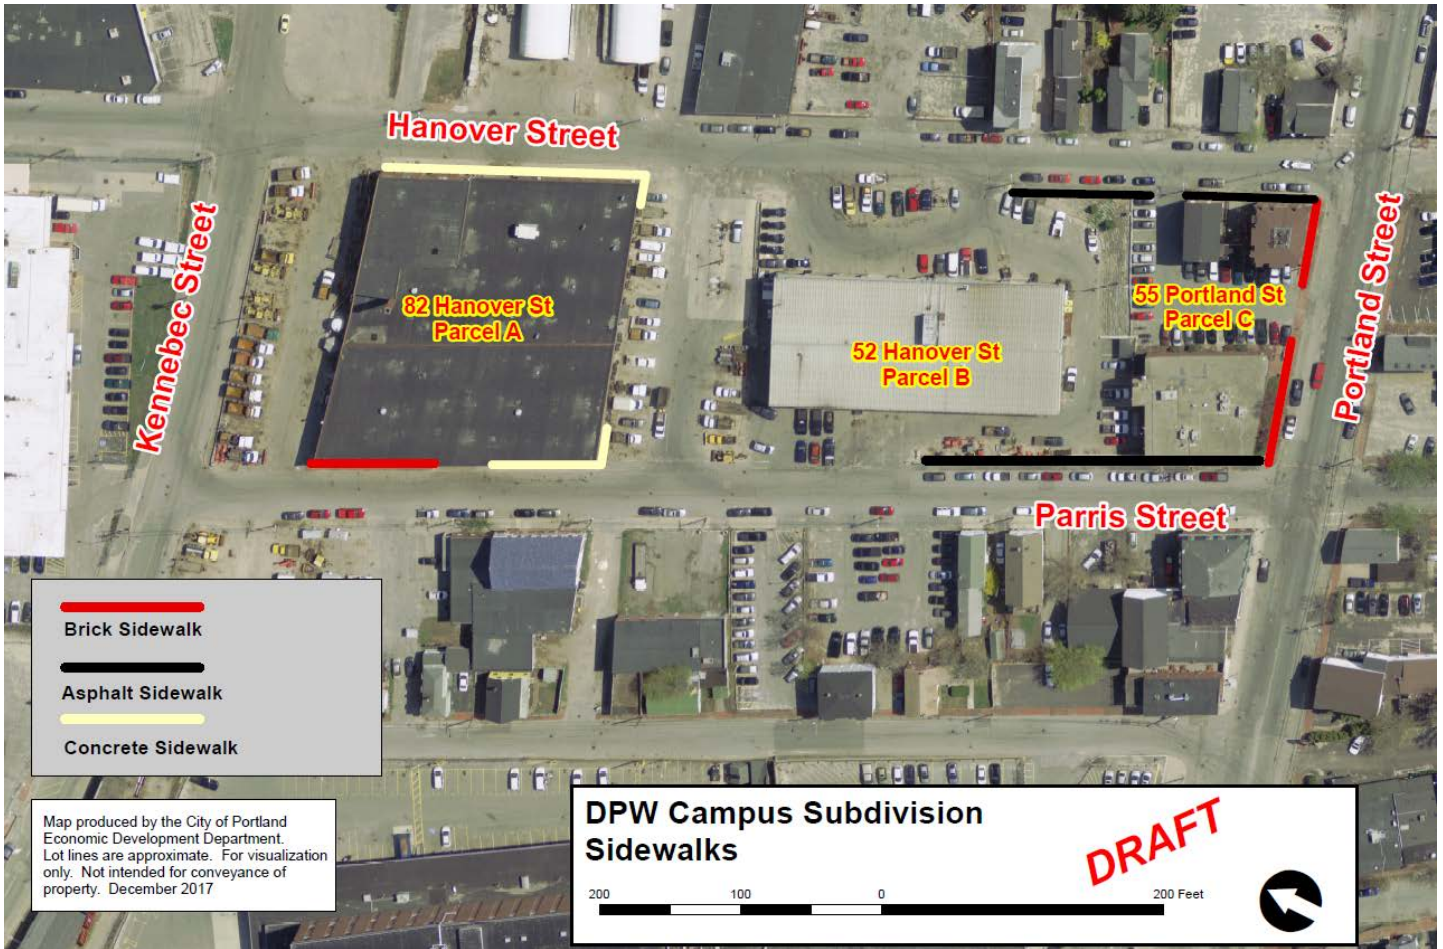 Hanover Street
Kennebec Street
Portland Street
82 Hanover St
Parcel A
55 Portland St
Parcel C
52 Hanover St
Parcel B
Parris Street
Brick Sidewalk
Asphalt Sidewalk
Concrete Sidewalk
Map produced by the City of Portland
Economic Development Department.
Lot lines are approximate. For visualization
only. Not intended for conveyance of
property. December 2017
DPW Campus Subdivision
Sidewalks
DRAFT
200 100 0 200 Feet